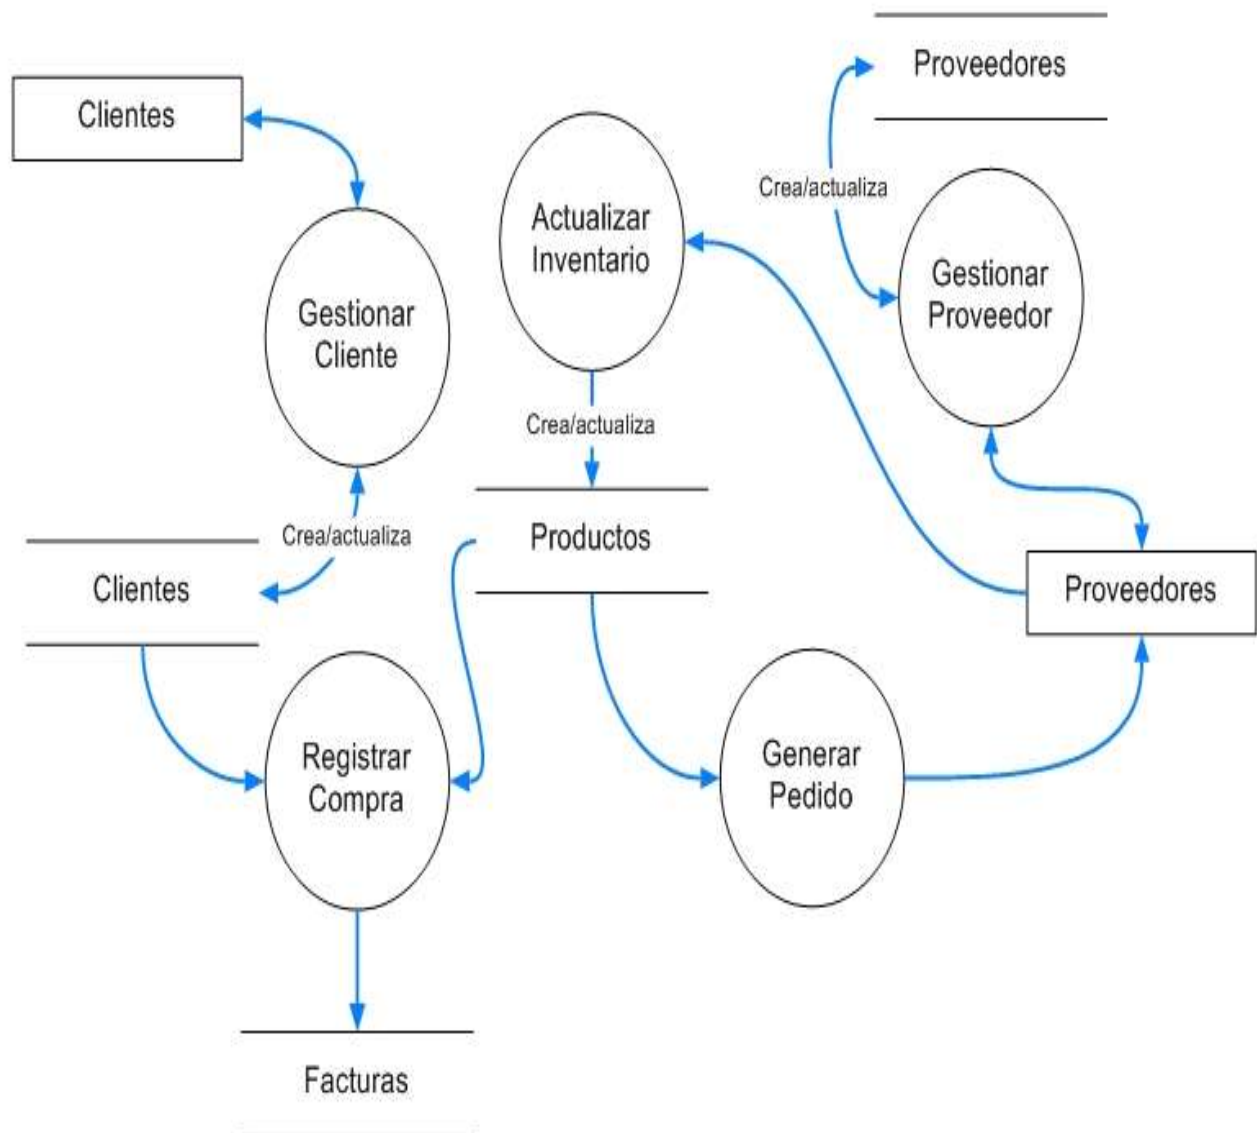 Proveedores
Clientes
Crea/actualiza
Actualizar
Inventario
Gestionar
Proveedor
Gestionar
Cliente
Crea/actualiza
Crea/actualiza
Productos
Clientes
Proveedores
Registrar
Compra
Generar
Pedido
Facturas